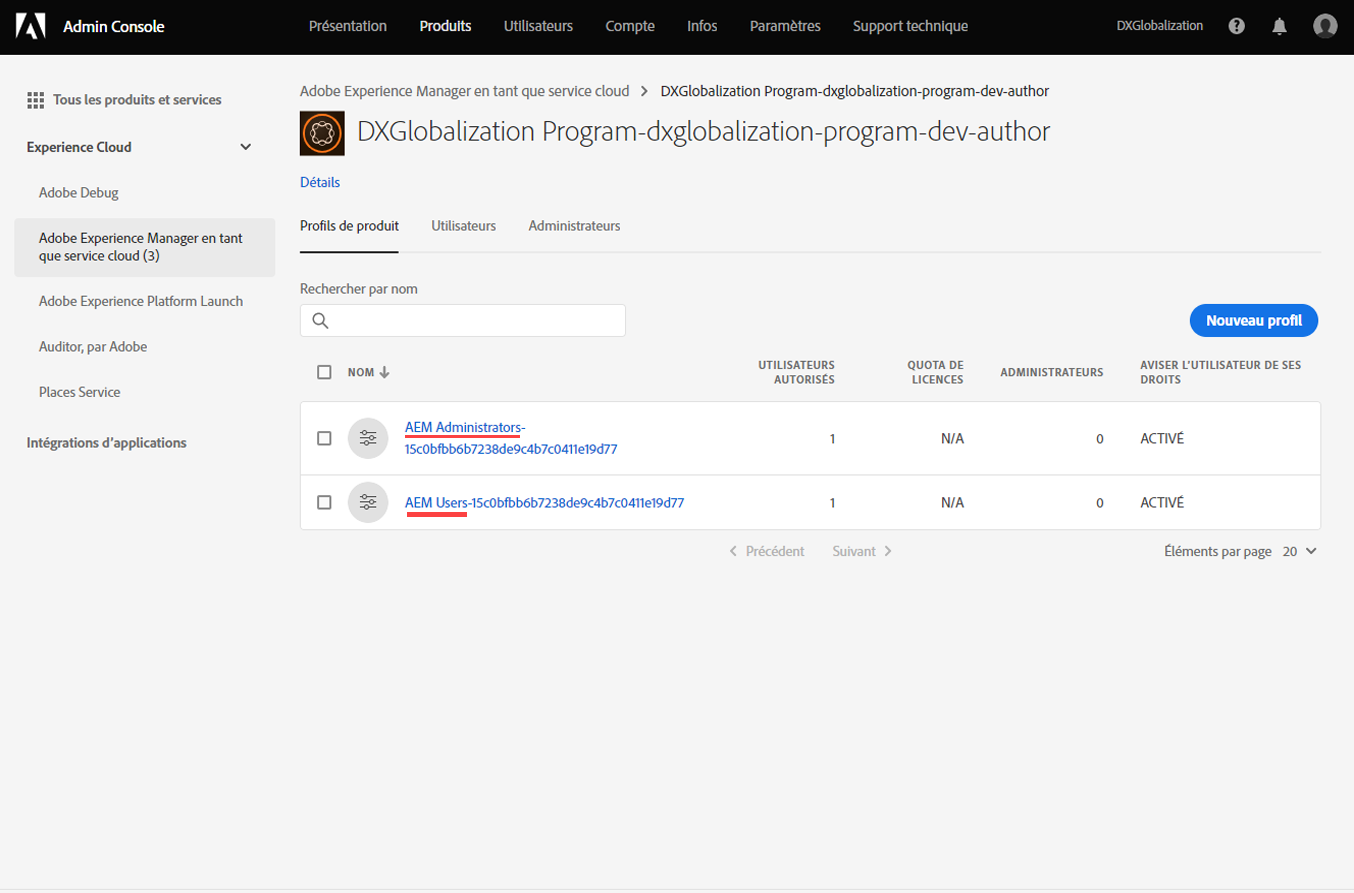 Admin Console
Présentation
Produits
Utilisateurs
Compte
Infos
Paramètres
Support technique
DXGlobalization
Tous les produits et services
Experience Cloud
Adobe Debug
Adobe Experience Manager en tant
que service cloud (3)
Adobe Experience Platform Launch
Auditor, par Adobe
Places Service
Intégrations d’applications
Adobe Experience Manager en tant que service cloud
DXGlobalization Program-dxglobalization-program-dev-author
DXGlobalization Program-dxglobalization-program-dev-author
Détails
Profils de produit
Utilisateurs
Administrateurs
Rechercher par nom
Nouveau profil
NOM
UTILISATEURS
AUTORISÉS
QUOTA DE
LICENCES
ADMINISTRATEURS
AVISER L’UTILISATEUR DE SES
DROITS
AEM Administrators-
15c0bfbb6b7238de9c4b7c0411e19d77
1
N/A
0
ACTIVÉ
AEM Users-15c0bfbb6b7238de9c4b7c0411e19d77
1
N/A
0
ACTIVÉ
Précédent
Suivant
Éléments par page
20